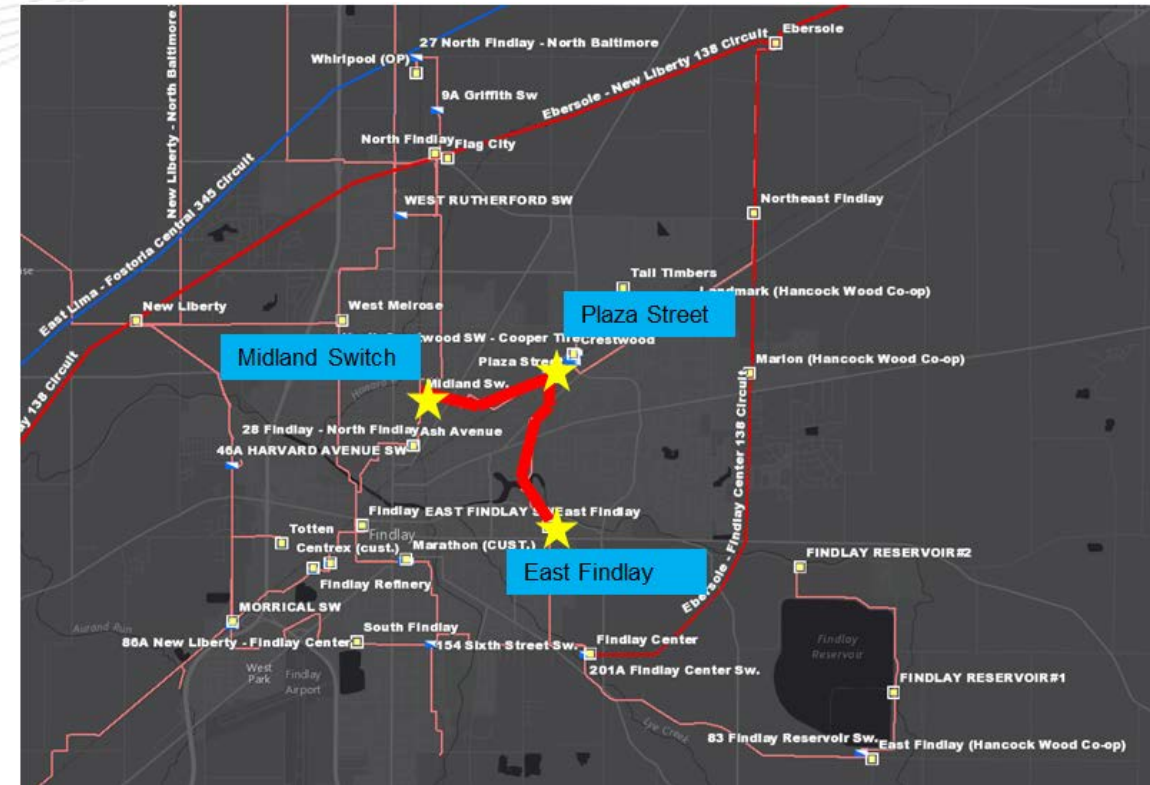 27 North Findlay - North Baltimore
Whirlpool (OP)
Ebersole
Ebersole - New Liberty 138 Circuit
New Liberty - North Baltimore
9A Griffith Sw
North Findlay
Flag City
WEST RUTHERFORD SW
Northeast Findlay
East Lima - Fostoria Central 345 Circuit
Tall Timbers
Landmark (Hancock Wood Co-op)
New Liberty
West Melrose
Plaza Street
SW - Cooper Tire
Crestwood
Midland Switch
Plaza Street
Marion (Hancock Wood Co-op)
138 Circuit
Midland Sw.
28 Findlay - North Findlay
Ash Avenue
46A HARVARD AVENUE SW
Findlay
EAST FINDLAY
East Findlay
Findlay
Totten
Centrex (cust.)
Marathon (CUST.)
East Findlay
Findlay Refinery
FINDLAY RESERVOIR#2
Ebersole - Findlay Center 138 Circuit
MORRICAL SW
Aurand Run
86A New Liberty - Findlay Center
South Findlay
154 Sixth Street Sw.
Findlay Center
201A Findlay Center Sw.
Findlay
Reservoir
West
Park
Findlay
Airport
FINDLAY RESERVOIR#1
Lye Creek
83 Findlay Reservoir Sw.
East Findlay (Hancock Wood Co-op)